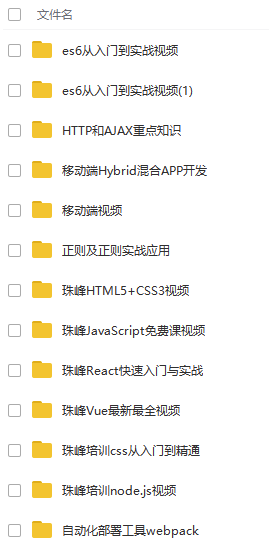 文件名
es6从入门到实战视频
es6从入门到实战视频(1)
HTTP和AJAX重点知识
移动端Hybrid混合APP开发
移动端视频
正则及正则实战应用
珠峰HTML5+CSS3视频
珠峰JavaScript免费课视频
珠峰React快速入门与实战
珠峰Vue最新最全视频
珠峰培训css从入门到精通
珠峰培训node.js视频
自动化部署工具webpack